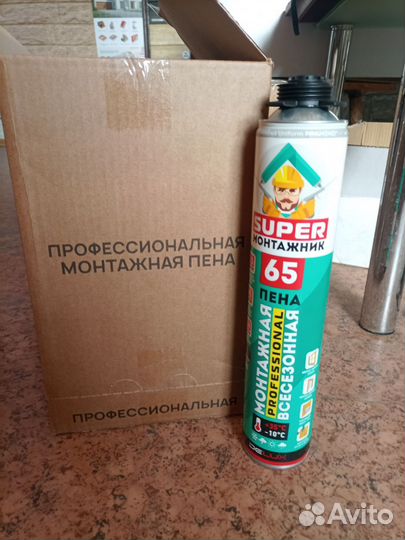 ПРОФЕССИОНАЛЬНАЯ
МОНТАЖНАЯ ПЕНА
ПРОФЕССИОНАЛЬНАЯ
SUPER
МОНТАЖНИК
65
ПЕНА
МОНТАЖНАЯ
PROFESSIONAL
ВСЕСЕЗОННАЯ
+35°C
-10°C
Avito